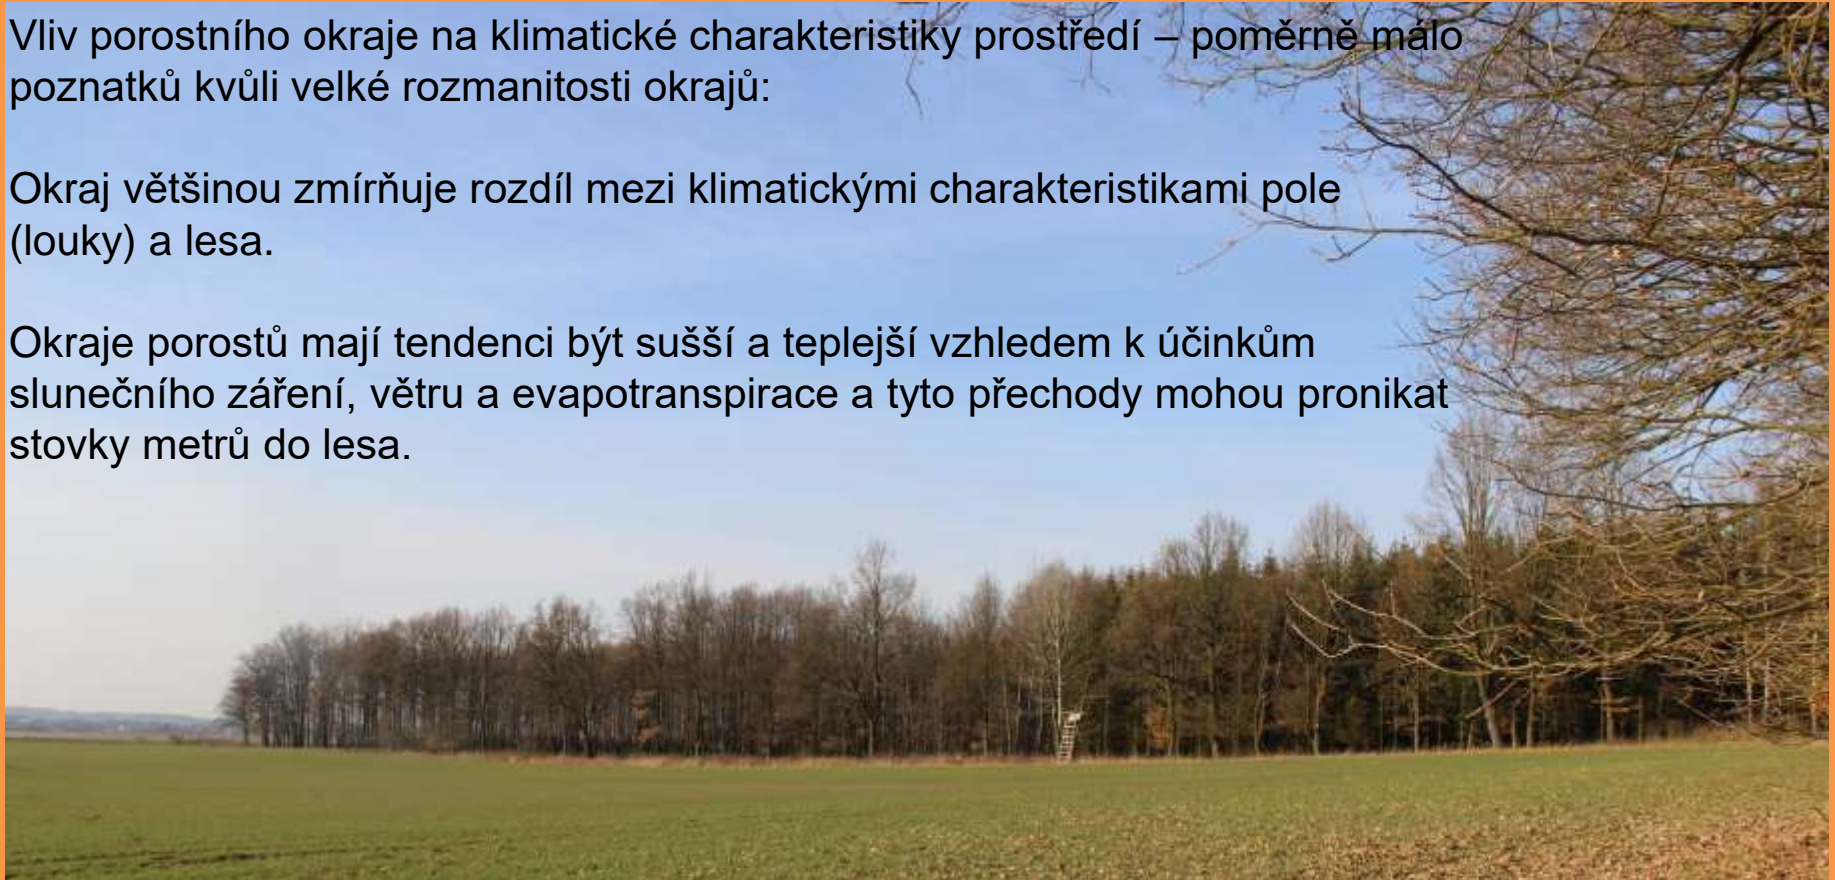 Vliv porostního okraje na klimatické charakteristiky prostředí – poměrně málo
poznatků kvůli velké rozmanitosti okrajů:
Okraj většinou zmírňuje rozdíl mezi klimatickými charakteristikami pole
(louky) a lesa.
Okraje porostů mají tendenci být sušší a teplejší vzhledem k účinkům
slunečního záření, větru a evapotranspirace a tyto přechody mohou pronikat
stovky metrů do lesa.